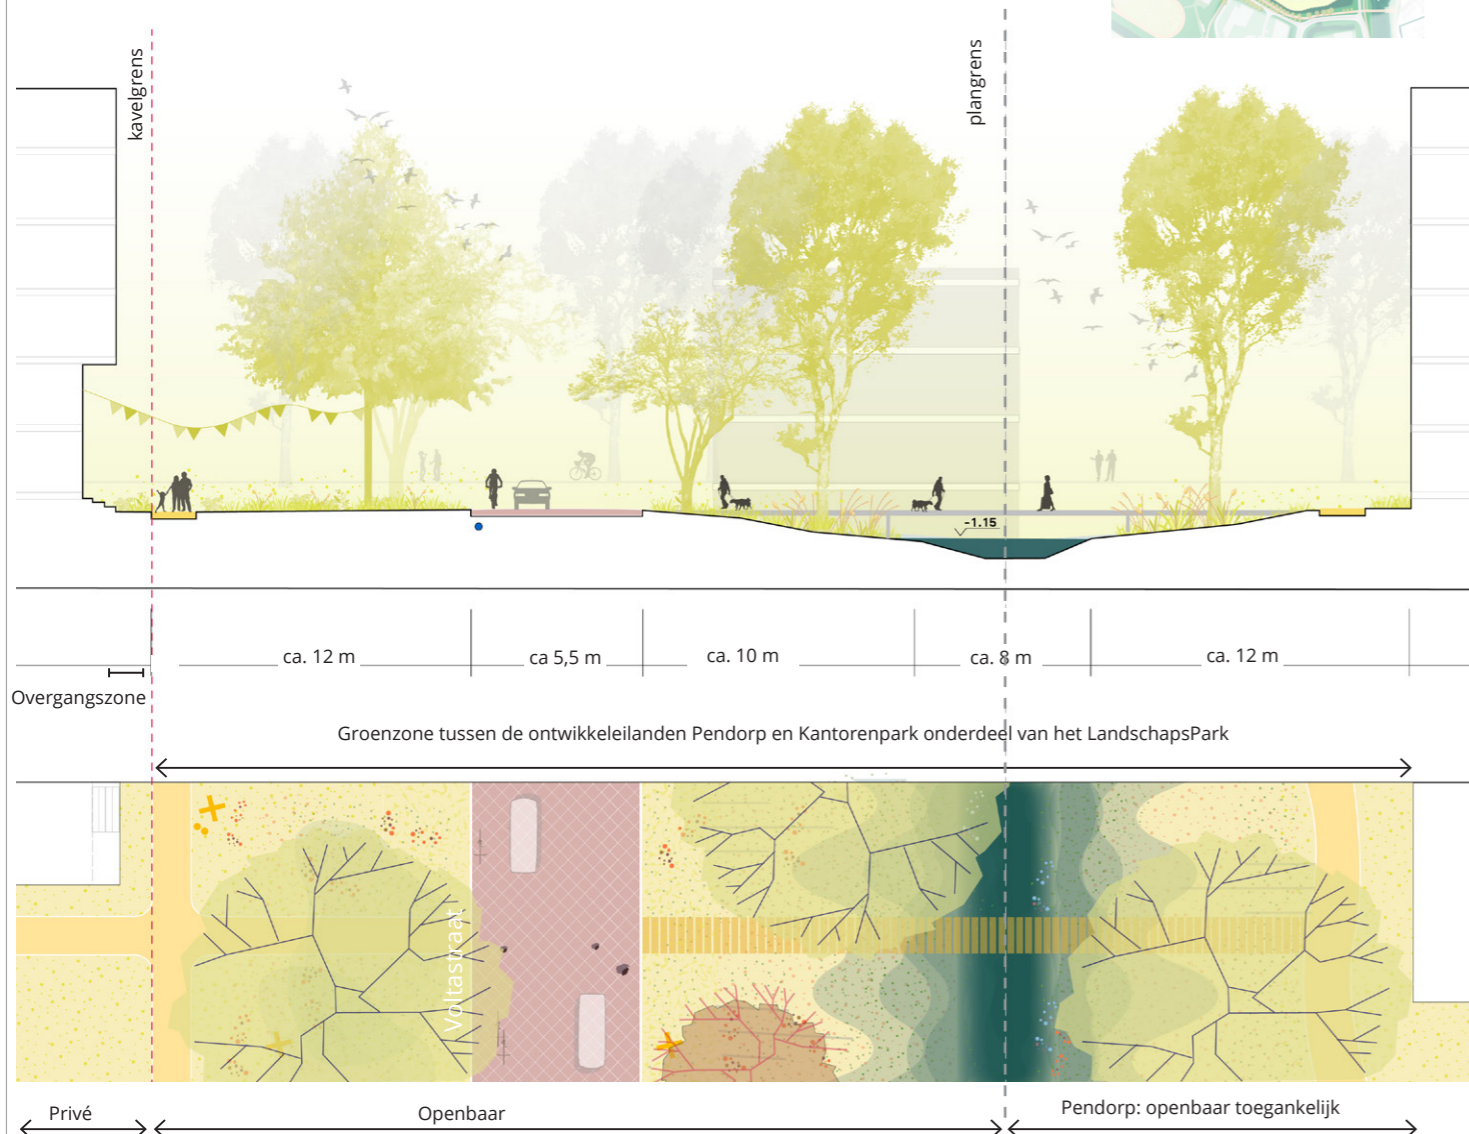 kavelgrens
plangrens
-1.15
ca. 12 m
ca 5,5 m
ca. 10 m
ca. 8 m
ca. 12 m
Overgangszone
Groenzone tussen de ontwikkeleilanden Pendorp en Kantorenpark onderdeel van het LandschapsPark
Voltastraat
Privé
Openbaar
Pendorp: openbaar toegankelijk